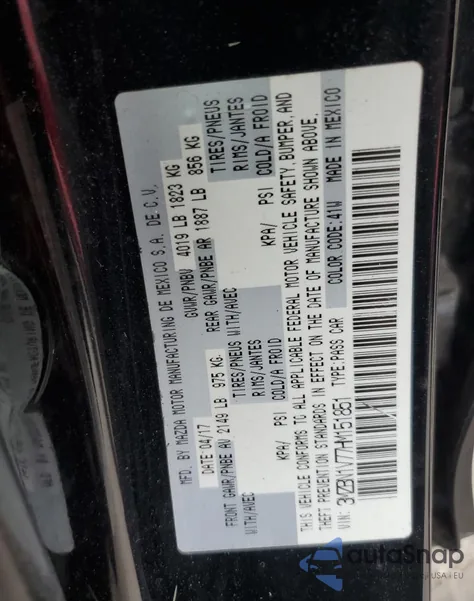 MFD. BY MAZDA MOTOR MANUFACTURING DE MEXICO S.A. DE C.V.
DATE: 04/17 GVWR/PNBV 4019 LB 1823 KG
FRONT GAWR/PNBE AV 2149 LB 975 KG REAR GAWR/PNBE AR 1887 LB 856 KG
WITH/AVEC TIRES/PNEUS WITH/AVEC TIRES/PNEUS
RIMS/JANTES RIMS/JANTES
KPA/ PSI COLD/A FROID KPA/ PSI COLD/A FROID
THIS VEHICLE CONFORMS TO ALL APPLICABLE FEDERAL MOTOR VEHICLE SAFETY, BUMPER, AND
THEFT PREVENTION STANDARDS IN EFFECT ON THE DATE OF MANUFACTURE SHOWN ABOVE.
VIN: 3MZBN1V77HM151851 TYPE:PASS CAR COLOR CODE:41W MADE IN MEXICO
autoSnap
USA•EU